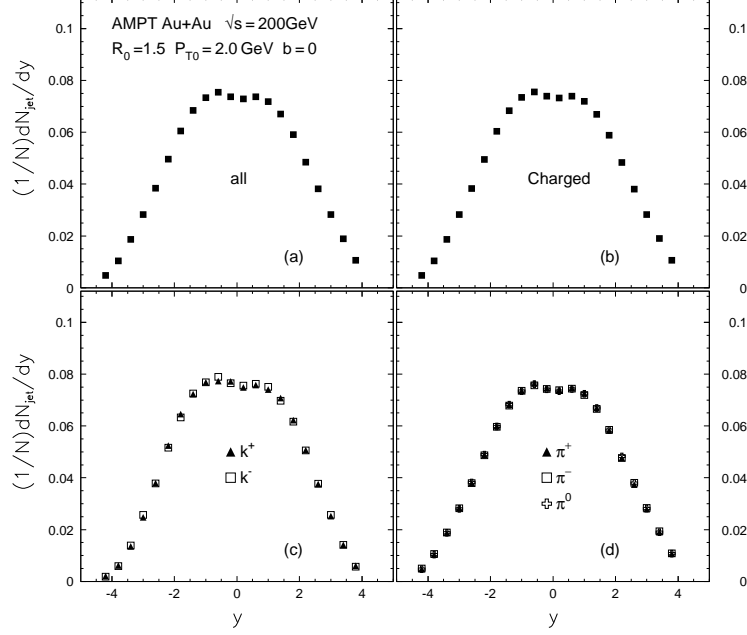 AMPT Au+Au √s=200GeV
R₀=1.5 P_T0=2.0 GeV b=0
(1/N)dN_jet/dy
0.1
0.08
0.06
0.04
0.02
0
all
(a)
Charged
(b)
0.1
0.08
0.06
0.04
0.02
0
(1/N)dN_jet/dy
0.1
0.08
0.06
0.04
0.02
0
k⁺
k⁻
(c)
-4 -2 0 2 4
y
π⁺
π⁻
π⁰
(d)
0.1
0.08
0.06
0.04
0.02
0
-4 -2 0 2 4
y